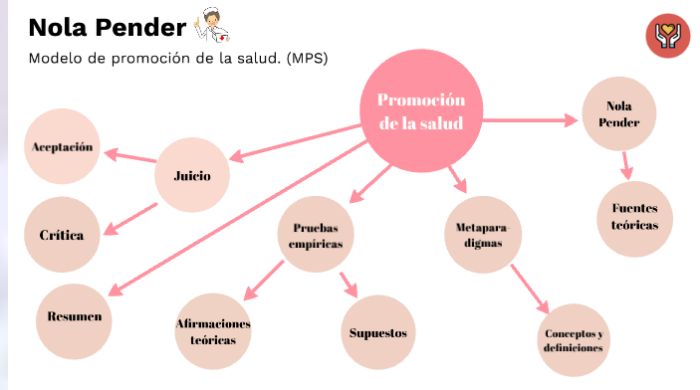 Nola Pender
Modelo de promoción de la salud. (MPS)
Promoción
de la salud
Nola
Pender
Aceptación
Juicio
Crítica
Fuentes
teóricas
Pruebas
empíricas
Metapara-
digmas
Resumen
Afirmaciones
teóricas
Supuestos
Conceptos y
definiciones